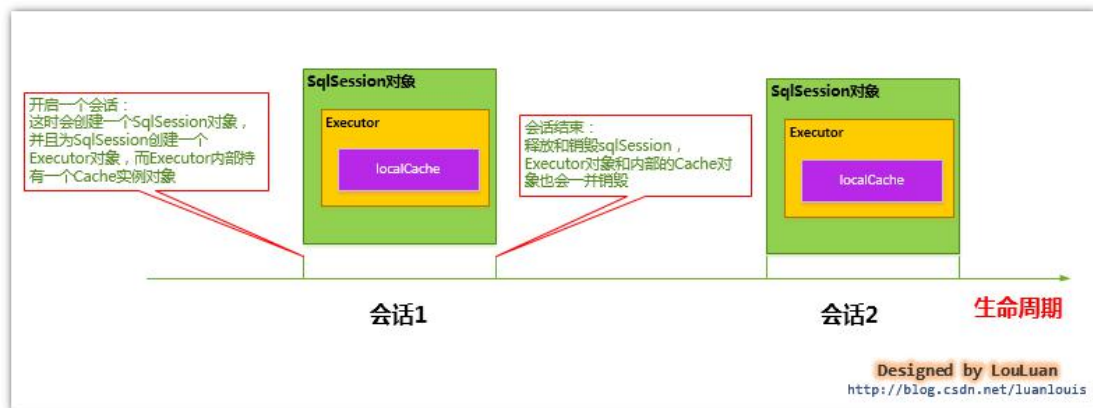 SqlSession对象
Executor
localCache
开启一个会话：
这时会创建一个SqlSession对象，
并且为SqlSession创建一个
Executor对象，而Executor内部持
有一个Cache实例对象
会话结束：
释放和销毁sqlSession，
Executor对象和内部的Cache对
象也会一并销毁
SqlSession对象
Executor
localCache
会话1
会话2
生命周期
Designed by LouLuan
http://blog.csdn.net/luanlouis